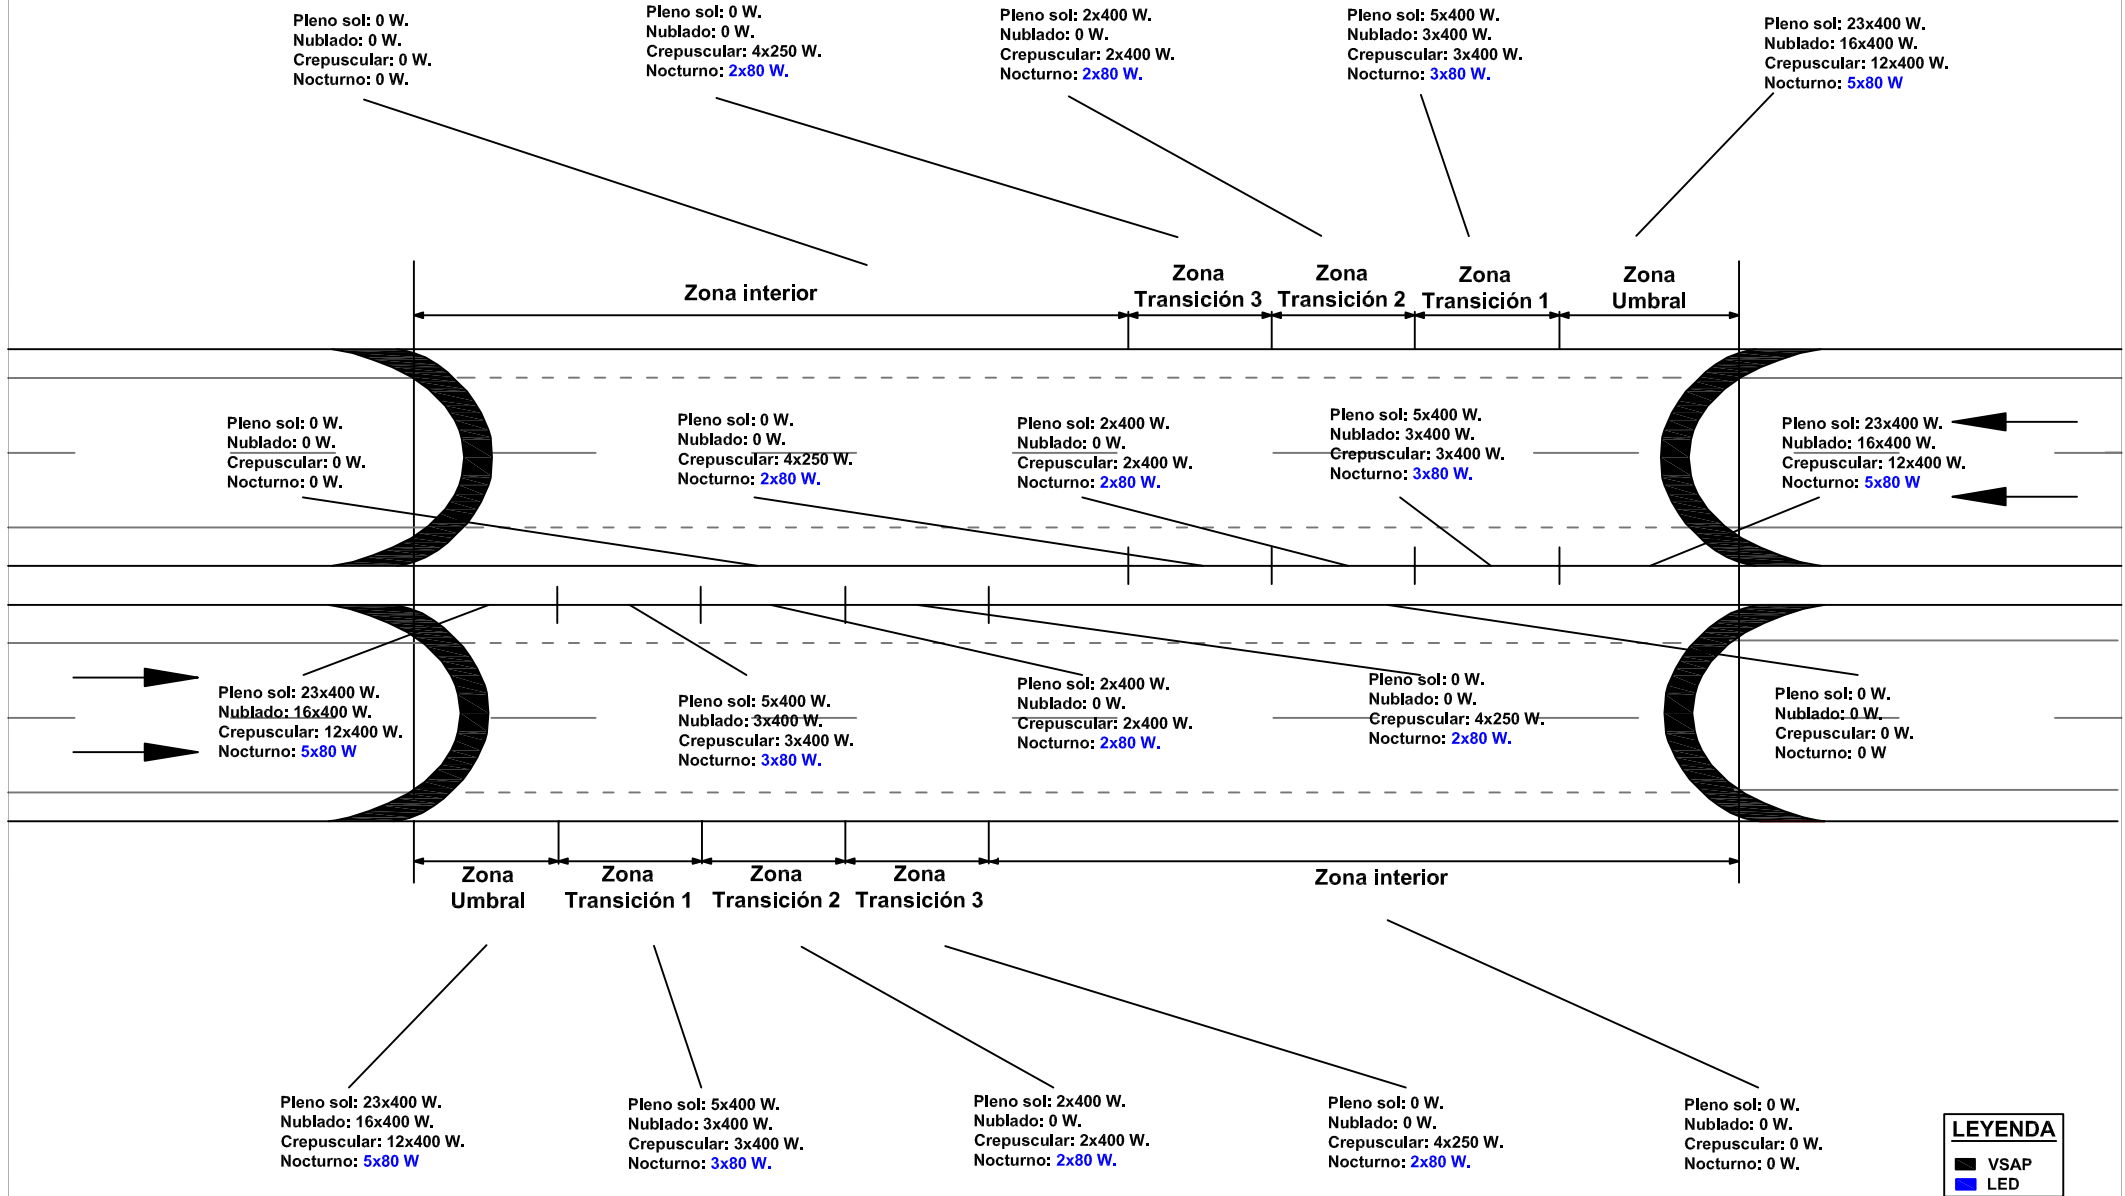 Pleno sol: 0 W.
Nublado: 0 W.
Crepuscular: 0 W.
Nocturno: 0 W.
Pleno sol: 0 W.
Nublado: 0 W.
Crepuscular: 4x250 W.
Nocturno: 2x80 W.
Pleno sol: 2x400 W.
Nublado: 0 W.
Crepuscular: 2x400 W.
Nocturno: 2x80 W.
Pleno sol: 5x400 W.
Nublado: 3x400 W.
Crepuscular: 3x400 W.
Nocturno: 3x80 W.
Pleno sol: 23x400 W.
Nublado: 16x400 W.
Crepuscular: 12x400 W.
Nocturno: 5x80 W
Zona interior
Zona
Transición 3
Zona
Transición 2
Zona
Transición 1
Zona
Umbral
Pleno sol: 0 W.
Nublado: 0 W.
Crepuscular: 0 W.
Nocturno: 0 W.
Pleno sol: 0 W.
Nublado: 0 W.
Crepuscular: 4x250 W.
Nocturno: 2x80 W.
Pleno sol: 2x400 W.
Nublado: 0 W.
Crepuscular: 2x400 W.
Nocturno: 2x80 W.
Pleno sol: 5x400 W.
Nublado: 3x400 W.
Crepuscular: 3x400 W.
Nocturno: 3x80 W.
Pleno sol: 23x400 W.
Nublado: 16x400 W.
Crepuscular: 12x400 W.
Nocturno: 5x80 W
Pleno sol: 23x400 W.
Nublado: 16x400 W.
Crepuscular: 12x400 W.
Nocturno: 5x80 W
Pleno sol: 5x400 W.
Nublado: 3x400 W.
Crepuscular: 3x400 W.
Nocturno: 3x80 W.
Pleno sol: 2x400 W.
Nublado: 0 W.
Crepuscular: 2x400 W.
Nocturno: 2x80 W.
Pleno sol: 0 W.
Nublado: 0 W.
Crepuscular: 4x250 W.
Nocturno: 2x80 W.
Pleno sol: 0 W.
Nublado: 0 W.
Crepuscular: 0 W.
Nocturno: 0 W
Zona
Umbral
Zona
Transición 1
Zona
Transición 2
Zona
Transición 3
Zona interior
Pleno sol: 23x400 W.
Nublado: 16x400 W.
Crepuscular: 12x400 W.
Nocturno: 5x80 W
Pleno sol: 5x400 W.
Nublado: 3x400 W.
Crepuscular: 3x400 W.
Nocturno: 3x80 W.
Pleno sol: 2x400 W.
Nublado: 0 W.
Crepuscular: 2x400 W.
Nocturno: 2x80 W.
Pleno sol: 0 W.
Nublado: 0 W.
Crepuscular: 4x250 W.
Nocturno: 2x80 W.
Pleno sol: 0 W.
Nublado: 0 W.
Crepuscular: 0 W.
Nocturno: 0 W.
LEYENDA
VSAP
LED